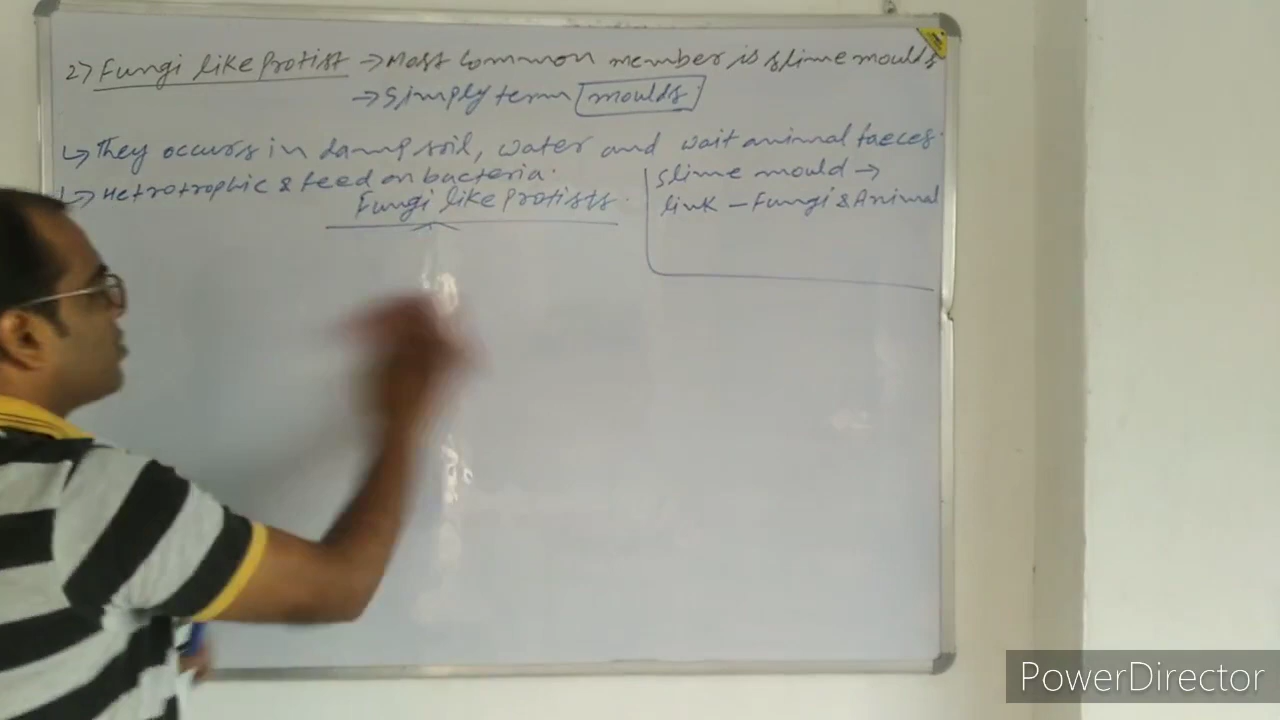 2) Fungi like Protist → Most Common member is slime moulds
→ Simply term moulds
↳ They occurs in damp soil, water and wait animal faeces.
↳ Hetrotrophic & feed on bacteria.
Fungi like Protists.
slime mould →
link - Fungi & Animal
PowerDirector